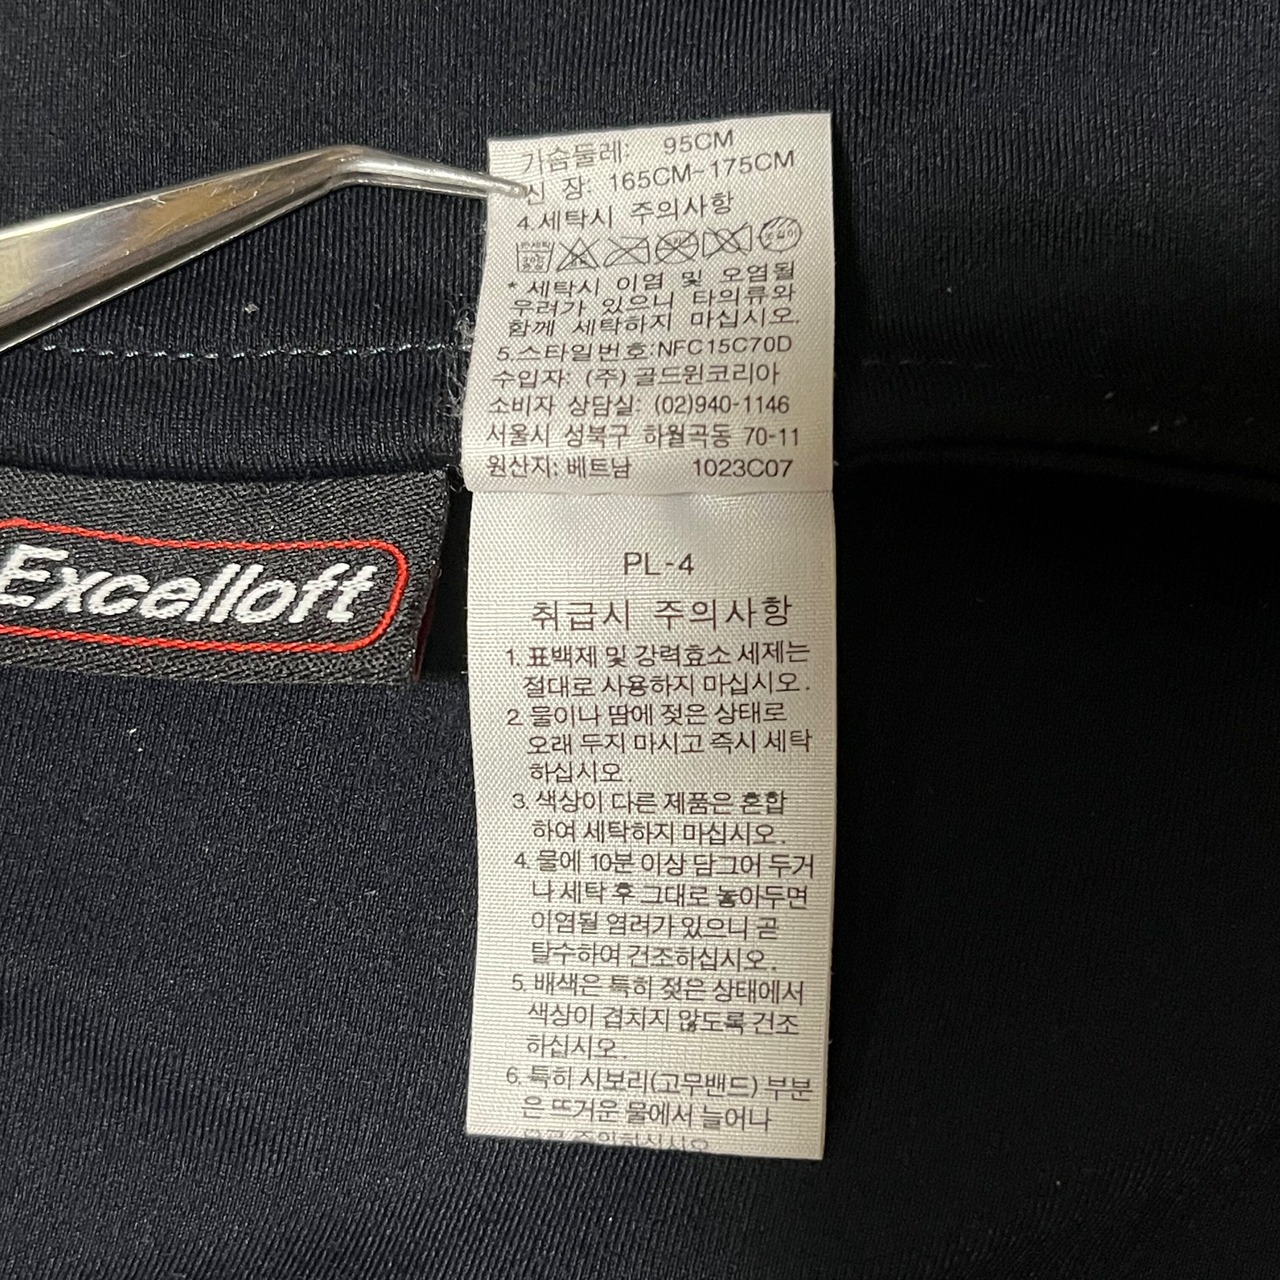 가슴둘레: 95CM
신 장: 165CM~175CM
4.세탁시 주의사항
* 세탁시 이염 및 오염될
우려가 있으니 타의류와
함께 세탁하지 마십시오.
5.스타일번호:NFC15C70D
수입자: (주)골드윈코리아
소비자 상담실: (02)940-1146
서울시 성북구 하월곡동 70-11
원산지: 베트남 1023C07
Excelloft
PL-4
취급시 주의사항
1. 표백제 및 강력효소 세제는
절대로 사용하지 마십시오.
2. 물이나 땀에 젖은 상태로
오래 두지 마시고 즉시 세탁
하십시오.
3. 색상이 다른 제품은 혼합
하여 세탁하지 마십시오.
4. 물에 10분 이상 담그어 두거
나 세탁 후 그대로 놓아두면
이염될 염려가 있으니 곧
탈수하여 건조하십시오.
5. 배색은 특히 젖은 상태에서
색상이 겹치지 않도록 건조
하십시오.
6. 특히 시보리(고무밴드) 부분
은 뜨거운 물에서 늘어나